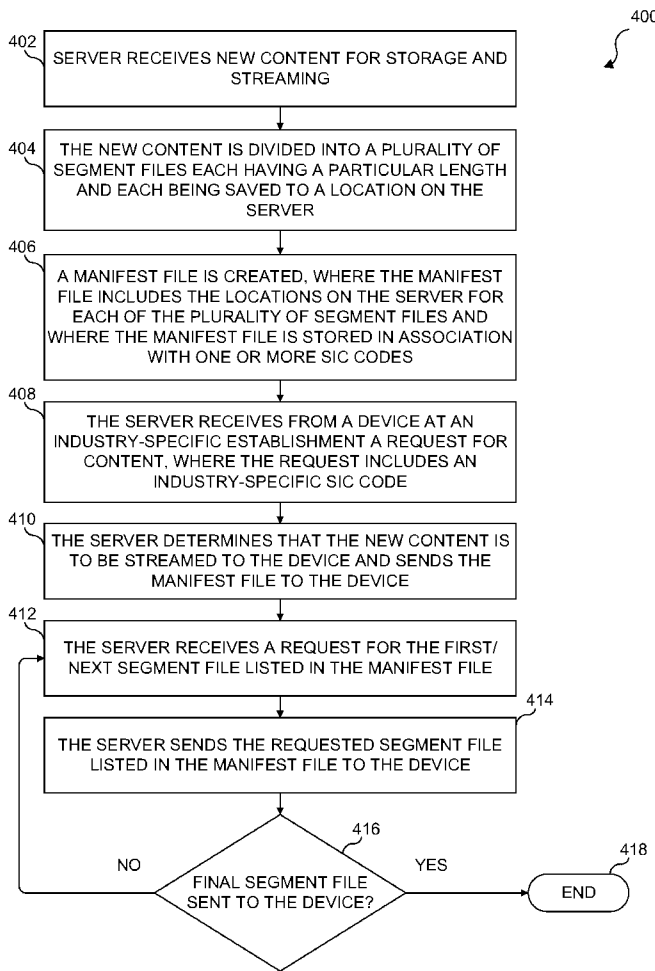 400
402
SERVER RECEIVES NEW CONTENT FOR STORAGE AND
STREAMING
404
THE NEW CONTENT IS DIVIDED INTO A PLURALITY OF
SEGMENT FILES EACH HAVING A PARTICULAR LENGTH
AND EACH BEING SAVED TO A LOCATION ON THE
SERVER
406
A MANIFEST FILE IS CREATED, WHERE THE MANIFEST
FILE INCLUDES THE LOCATIONS ON THE SERVER FOR
EACH OF THE PLURALITY OF SEGMENT FILES AND
WHERE THE MANIFEST FILE IS STORED IN ASSOCIATION
WITH ONE OR MORE SIC CODES
408
THE SERVER RECEIVES FROM A DEVICE AT AN
INDUSTRY-SPECIFIC ESTABLISHMENT A REQUEST FOR
CONTENT, WHERE THE REQUEST INCLUDES AN
INDUSTRY-SPECIFIC SIC CODE
410
THE SERVER DETERMINES THAT THE NEW CONTENT IS
TO BE STREAMED TO THE DEVICE AND SENDS THE
MANIFEST FILE TO THE DEVICE
412
THE SERVER RECEIVES A REQUEST FOR THE FIRST/
NEXT SEGMENT FILE LISTED IN THE MANIFEST FILE
414
THE SERVER SENDS THE REQUESTED SEGMENT FILE
LISTED IN THE MANIFEST FILE TO THE DEVICE
416
NO
YES
FINAL SEGMENT FILE
SENT TO THE DEVICE?
418
END